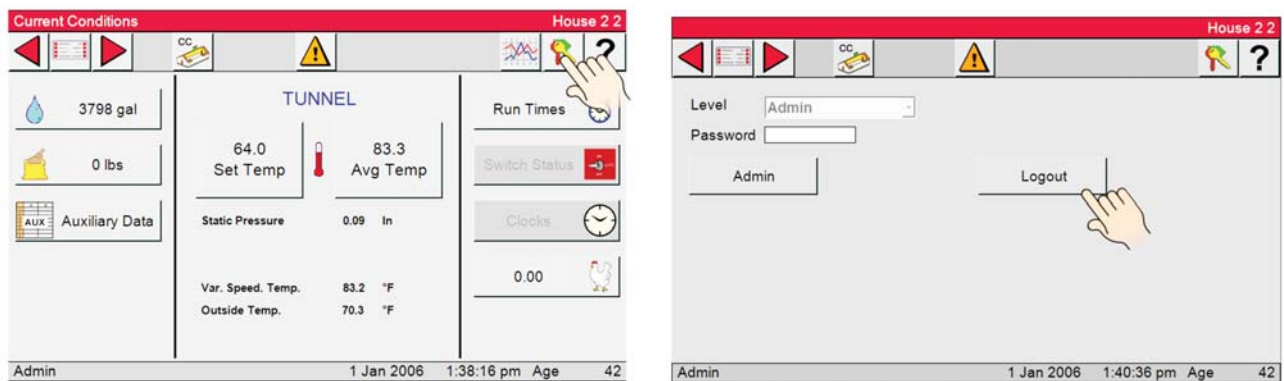 Current Conditions House 2 2
CC
?
3798 gal
0 lbs
AUX Auxiliary Data
TUNNEL
64.0
Set Temp
83.3
Avg Temp
Static Pressure 0.09 In
Var. Speed. Temp. 83.2 °F
Outside Temp. 70.3 °F
Run Times
Switch Status
Clocks
0.00
Admin 1 Jan 2006 1:38:16 pm Age 42
House 2 2
CC
?
Level Admin
Password
Admin Logout
Admin 1 Jan 2006 1:40:36 pm Age 42